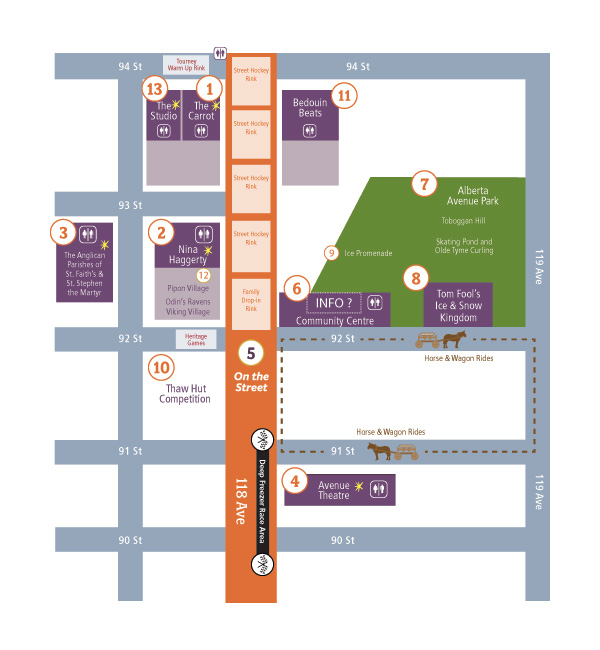 94 St
Tourney
Warm Up Rink
94 St
Street Hockey
Rink
13
The
Studio
1
The
Carrot
11
Bedouin
Beats
Street Hockey
Rink
Street Hockey
Rink
7
Alberta
Avenue Park
Toboggan Hill
Skating Pond and
Olde Tyme Curling
93 St
3
The Anglican
Parishes of
St. Faith's &
St. Stephen
the Martyr
2
Nina
Haggerty
12
Pipon Village
Odin's Ravens
Viking Village
Street Hockey
Rink
9
Ice Promenade
119 Ave
Family
Drop-in
Rink
6
INFO ?
Community Centre
8
Tom Fool's
Ice & Snow
Kingdom
92 St
Heritage
Games
92 St
Horse & Wagon Rides
5
On the
Street
10
Thaw Hut
Competition
Horse & Wagon Rides
91 St
91 St
118 Ave
Deep Freezer Race Area
4
Avenue
Theatre
119 Ave
90 St
90 St